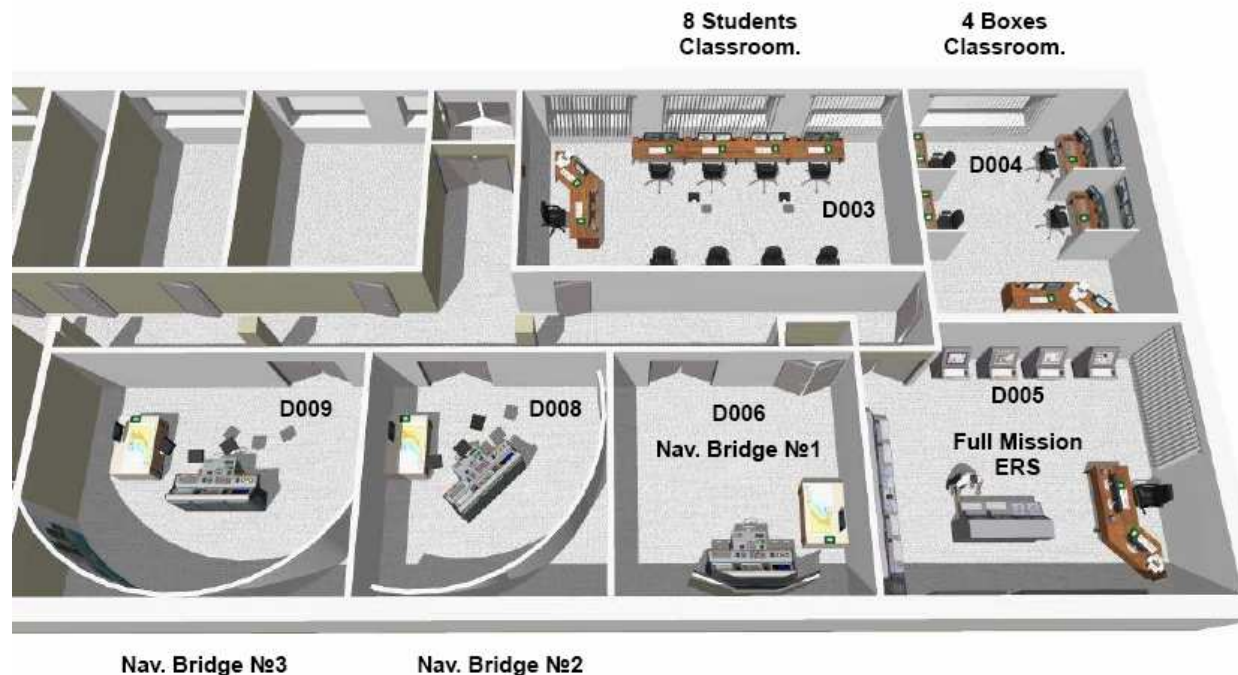 8 Students
Classroom.
4 Boxes
Classroom.
D003
D004
D009
D008
D006
Nav. Bridge №1
D005
Full Mission
ERS
Nav. Bridge №3
Nav. Bridge №2